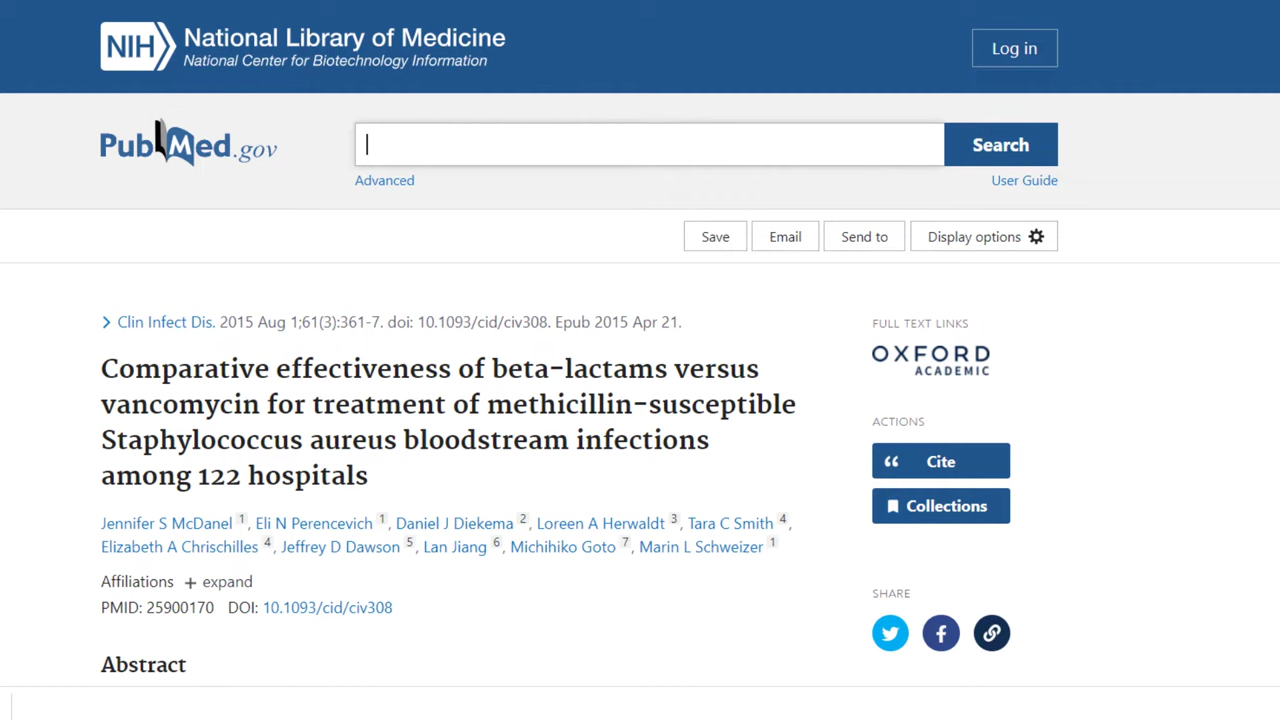 NIH National Library of Medicine
National Center for Biotechnology Information
Log in
PubMed.gov
Search
Advanced
User Guide
Save
Email
Send to
Display options
Clin Infect Dis. 2015 Aug 1;61(3):361-7. doi: 10.1093/cid/civ308. Epub 2015 Apr 21.
Comparative effectiveness of beta-lactams versus
vancomycin for treatment of methicillin-susceptible
Staphylococcus aureus bloodstream infections
among 122 hospitals
Jennifer S McDanel 1, Eli N Perencevich 1, Daniel J Diekema 2, Loreen A Herwaldt 3, Tara C Smith 4,
Elizabeth A Chrischilles 4, Jeffrey D Dawson 5, Lan Jiang 6, Michihiko Goto 7, Marin L Schweizer 1
Affiliations + expand
PMID: 25900170 DOI: 10.1093/cid/civ308
Abstract
FULL TEXT LINKS
OXFORD
ACADEMIC
ACTIONS
Cite
Collections
SHARE